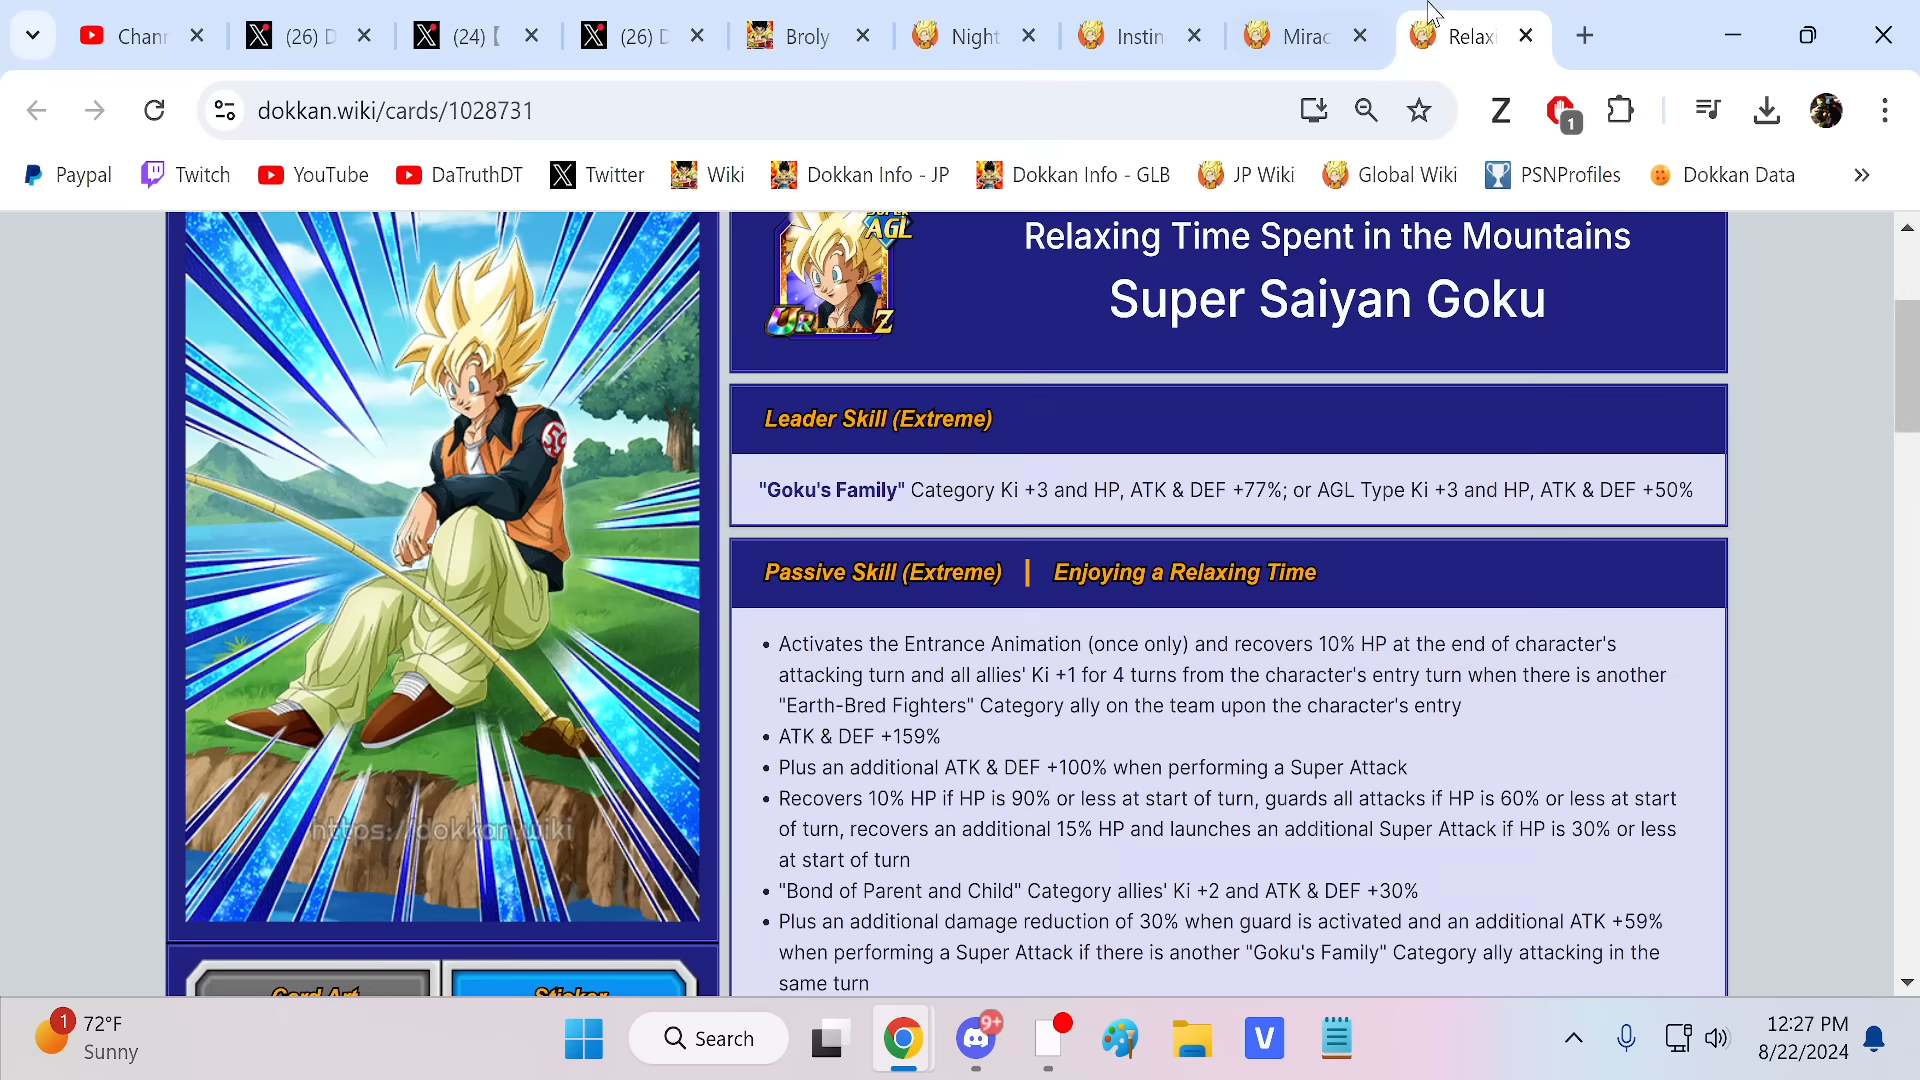 Chann
(26) D
(24) [
(26) D
Broly
Night
Instin
Mirac
Relaxi
dokkan.wiki/cards/1028731
1
Paypal
Twitch
YouTube
DaTruthDT
Twitter
Wiki
Dokkan Info - JP
Dokkan Info - GLB
JP Wiki
Global Wiki
PSNProfiles
Dokkan Data
SUPER
AGL
UR
Z
59
https://dokkan.wiki
Card Art
Sticker
Relaxing Time Spent in the Mountains
Super Saiyan Goku
Leader Skill (Extreme)
"Goku's Family" Category Ki +3 and HP, ATK & DEF +77%; or AGL Type Ki +3 and HP, ATK & DEF +50%
Passive Skill (Extreme) | Enjoying a Relaxing Time
• Activates the Entrance Animation (once only) and recovers 10% HP at the end of character's
attacking turn and all allies' Ki +1 for 4 turns from the character's entry turn when there is another
"Earth-Bred Fighters" Category ally on the team upon the character's entry
• ATK & DEF +159%
• Plus an additional ATK & DEF +100% when performing a Super Attack
• Recovers 10% HP if HP is 90% or less at start of turn, guards all attacks if HP is 60% or less at start
of turn, recovers an additional 15% HP and launches an additional Super Attack if HP is 30% or less
at start of turn
• "Bond of Parent and Child" Category allies' Ki +2 and ATK & DEF +30%
• Plus an additional damage reduction of 30% when guard is activated and an additional ATK +59%
when performing a Super Attack if there is another "Goku's Family" Category ally attacking in the
same turn
1
72°F
Sunny
Search
9+
V
12:27 PM
8/22/2024